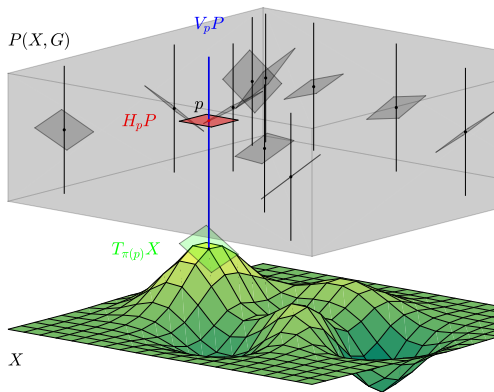 V_pP
P(X, G)
p
H_pP
T_{π(p)}X
X